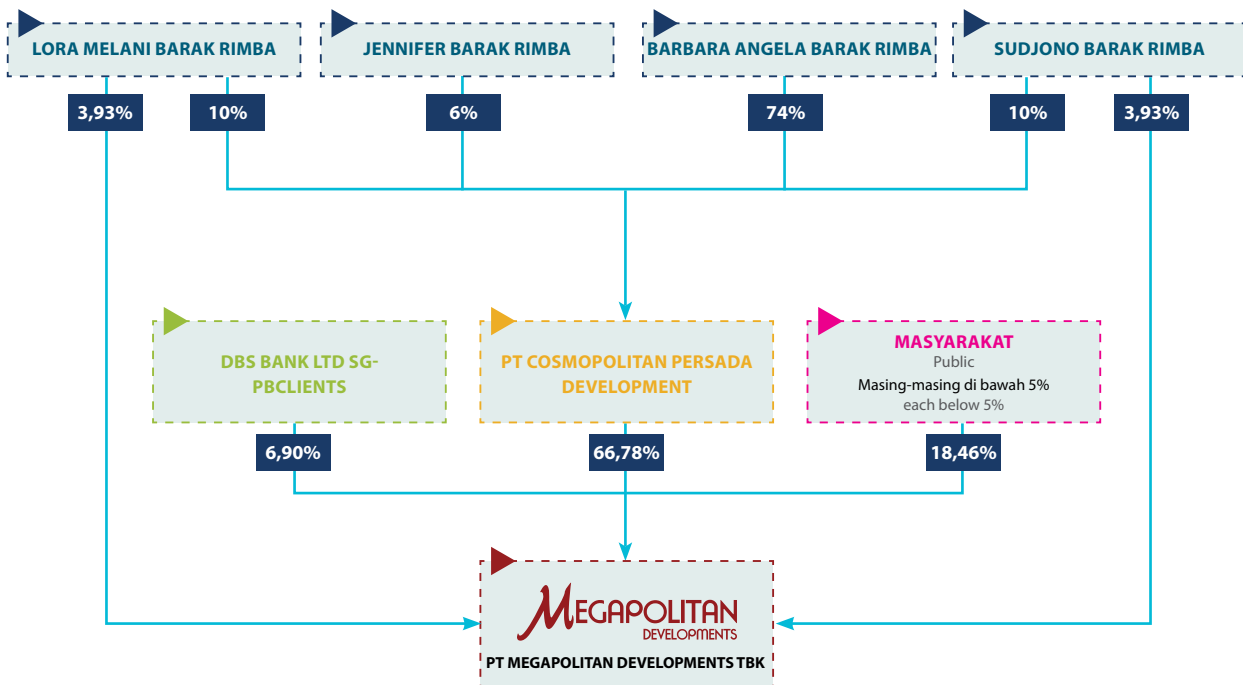 LORA MELANI BARAK RIMBA
JENNIFER BARAK RIMBA
BARBARA ANGELA BARAK RIMBA
SUDJONO BARAK RIMBA
3,93%
10%
6%
74%
10%
3,93%
DBS BANK LTD SG-
PBCLIENTS
PT COSMOPOLITAN PERSADA
DEVELOPMENT
MASYARAKAT
Public
Masing-masing di bawah 5%
each below 5%
6,90%
66,78%
18,46%
MEGAPOLITAN
DEVELOPMENTS
PT MEGAPOLITAN DEVELOPMENTS TBK